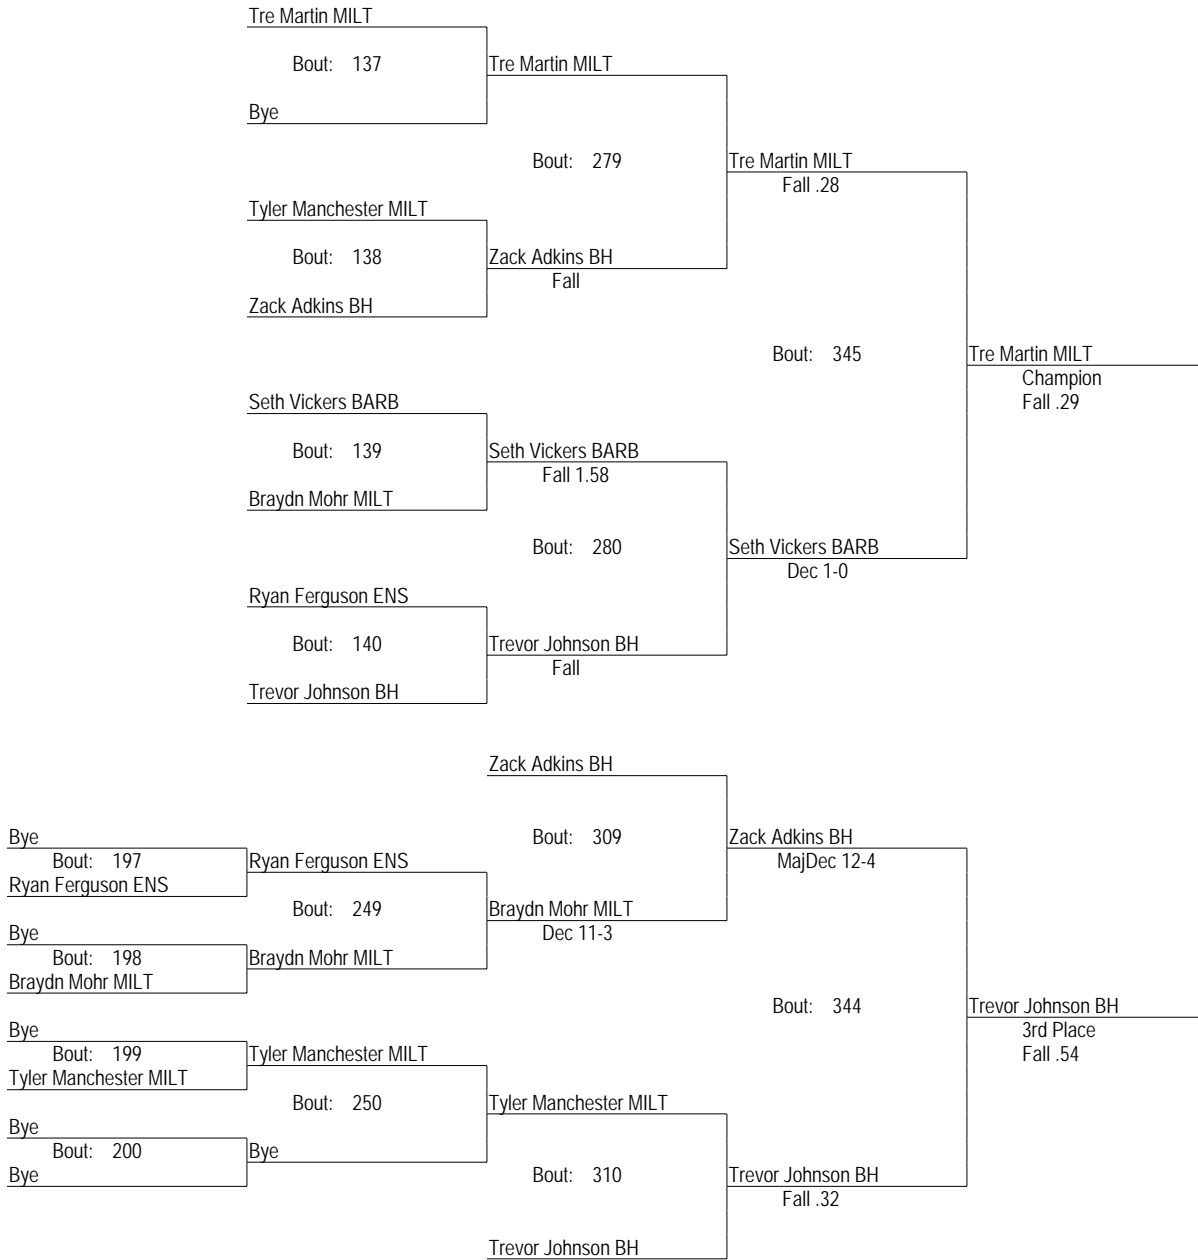 Tre Martin MILT
Bout: 137
Tre Martin MILT
Bye
Bout: 279
Tre Martin MILT
Fall .28
Tyler Manchester MILT
Bout: 138
Zack Adkins BH
Fall
Zack Adkins BH
Bout: 345
Tre Martin MILT
Champion
Fall .29
Seth Vickers BARB
Bout: 139
Seth Vickers BARB
Fall 1.58
Braydn Mohr MILT
Bout: 280
Seth Vickers BARB
Dec 1-0
Ryan Ferguson ENS
Bout: 140
Trevor Johnson BH
Fall
Trevor Johnson BH
Zack Adkins BH
Bout: 309
Zack Adkins BH
MajDec 12-4
Bye
Bout: 197
Ryan Ferguson ENS
Ryan Ferguson ENS
Bout: 249
Braydn Mohr MILT
Dec 11-3
Bye
Bout: 198
Braydn Mohr MILT
Braydn Mohr MILT
Bout: 344
Trevor Johnson BH
3rd Place
Fall .54
Bye
Bout: 199
Tyler Manchester MILT
Tyler Manchester MILT
Bout: 250
Tyler Manchester MILT
Bye
Bout: 200
Bye
Bye
Bout: 310
Trevor Johnson BH
Fall .32
Trevor Johnson BH